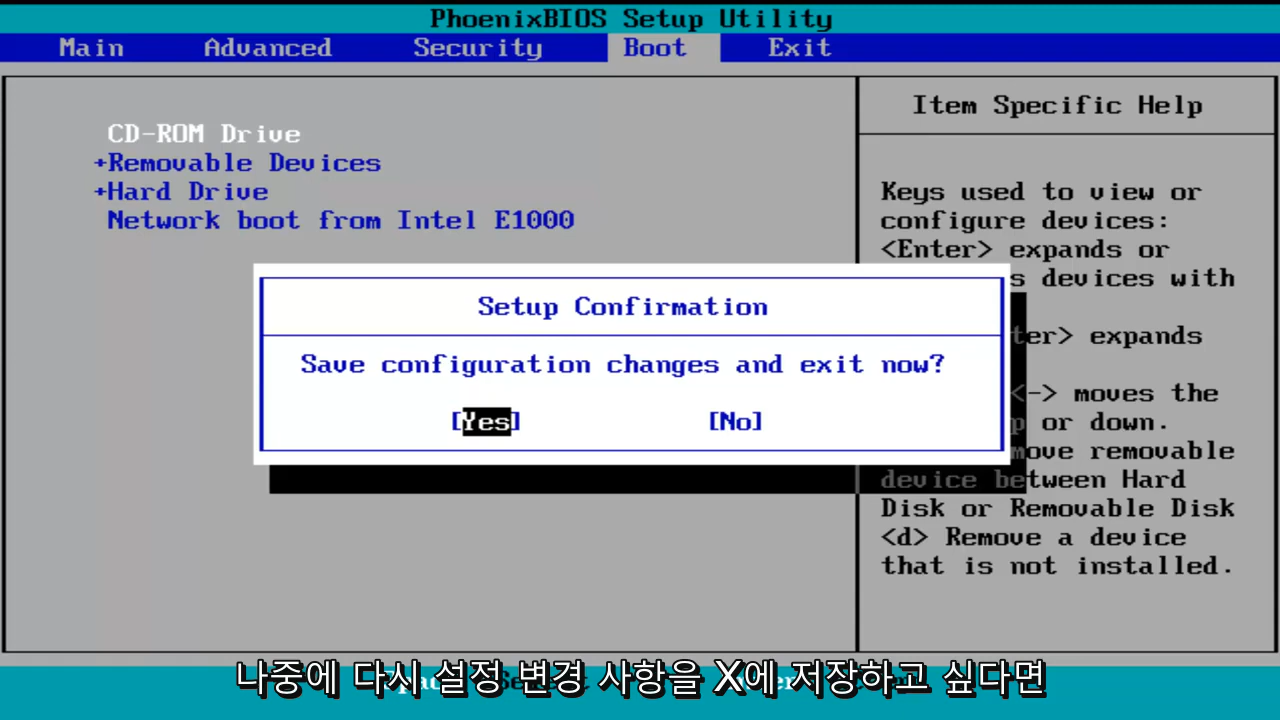 PhoenixBIOS Setup Utility
Main Advanced Security Boot Exit
CD-ROM Drive
+Removable Devices
+Hard Drive
Network boot from Intel E1000
Setup Confirmation
Save configuration changes and exit now?
[Yes] [No]
Item Specific Help
Keys used to view or
configure devices:
<Enter> expands or
devices with
expands
<-> moves the
or down.
move removable
device between Hard
Disk or Removable Disk
<d> Remove a device
that is not installed.
나중에 다시 설정 변경 사항을 X에 저장하고 싶다면